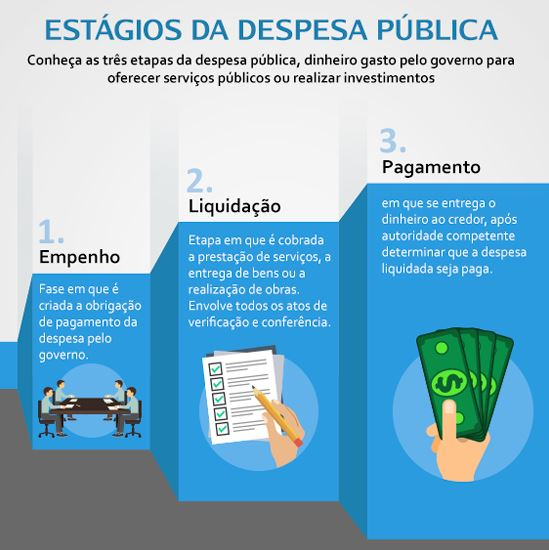 ESTÁGIOS DA DESPESA PÚBLICA
Conheça as três etapas da despesa pública, dinheiro gasto pelo governo para
oferecer serviços públicos ou realizar investimentos
1.
Empenho
Fase em que é
criada a obrigação
de pagamento da
despesa pelo
governo.
2.
Liquidação
Etapa em que é cobrada
a prestação de serviços, a
entrega de bens ou a
realização de obras.
Envolve todos os atos de
verificação e conferência.
3.
Pagamento
em que se entrega o
dinheiro ao credor, após
autoridade competente
determinar que a despesa
liquidada seja paga.
$